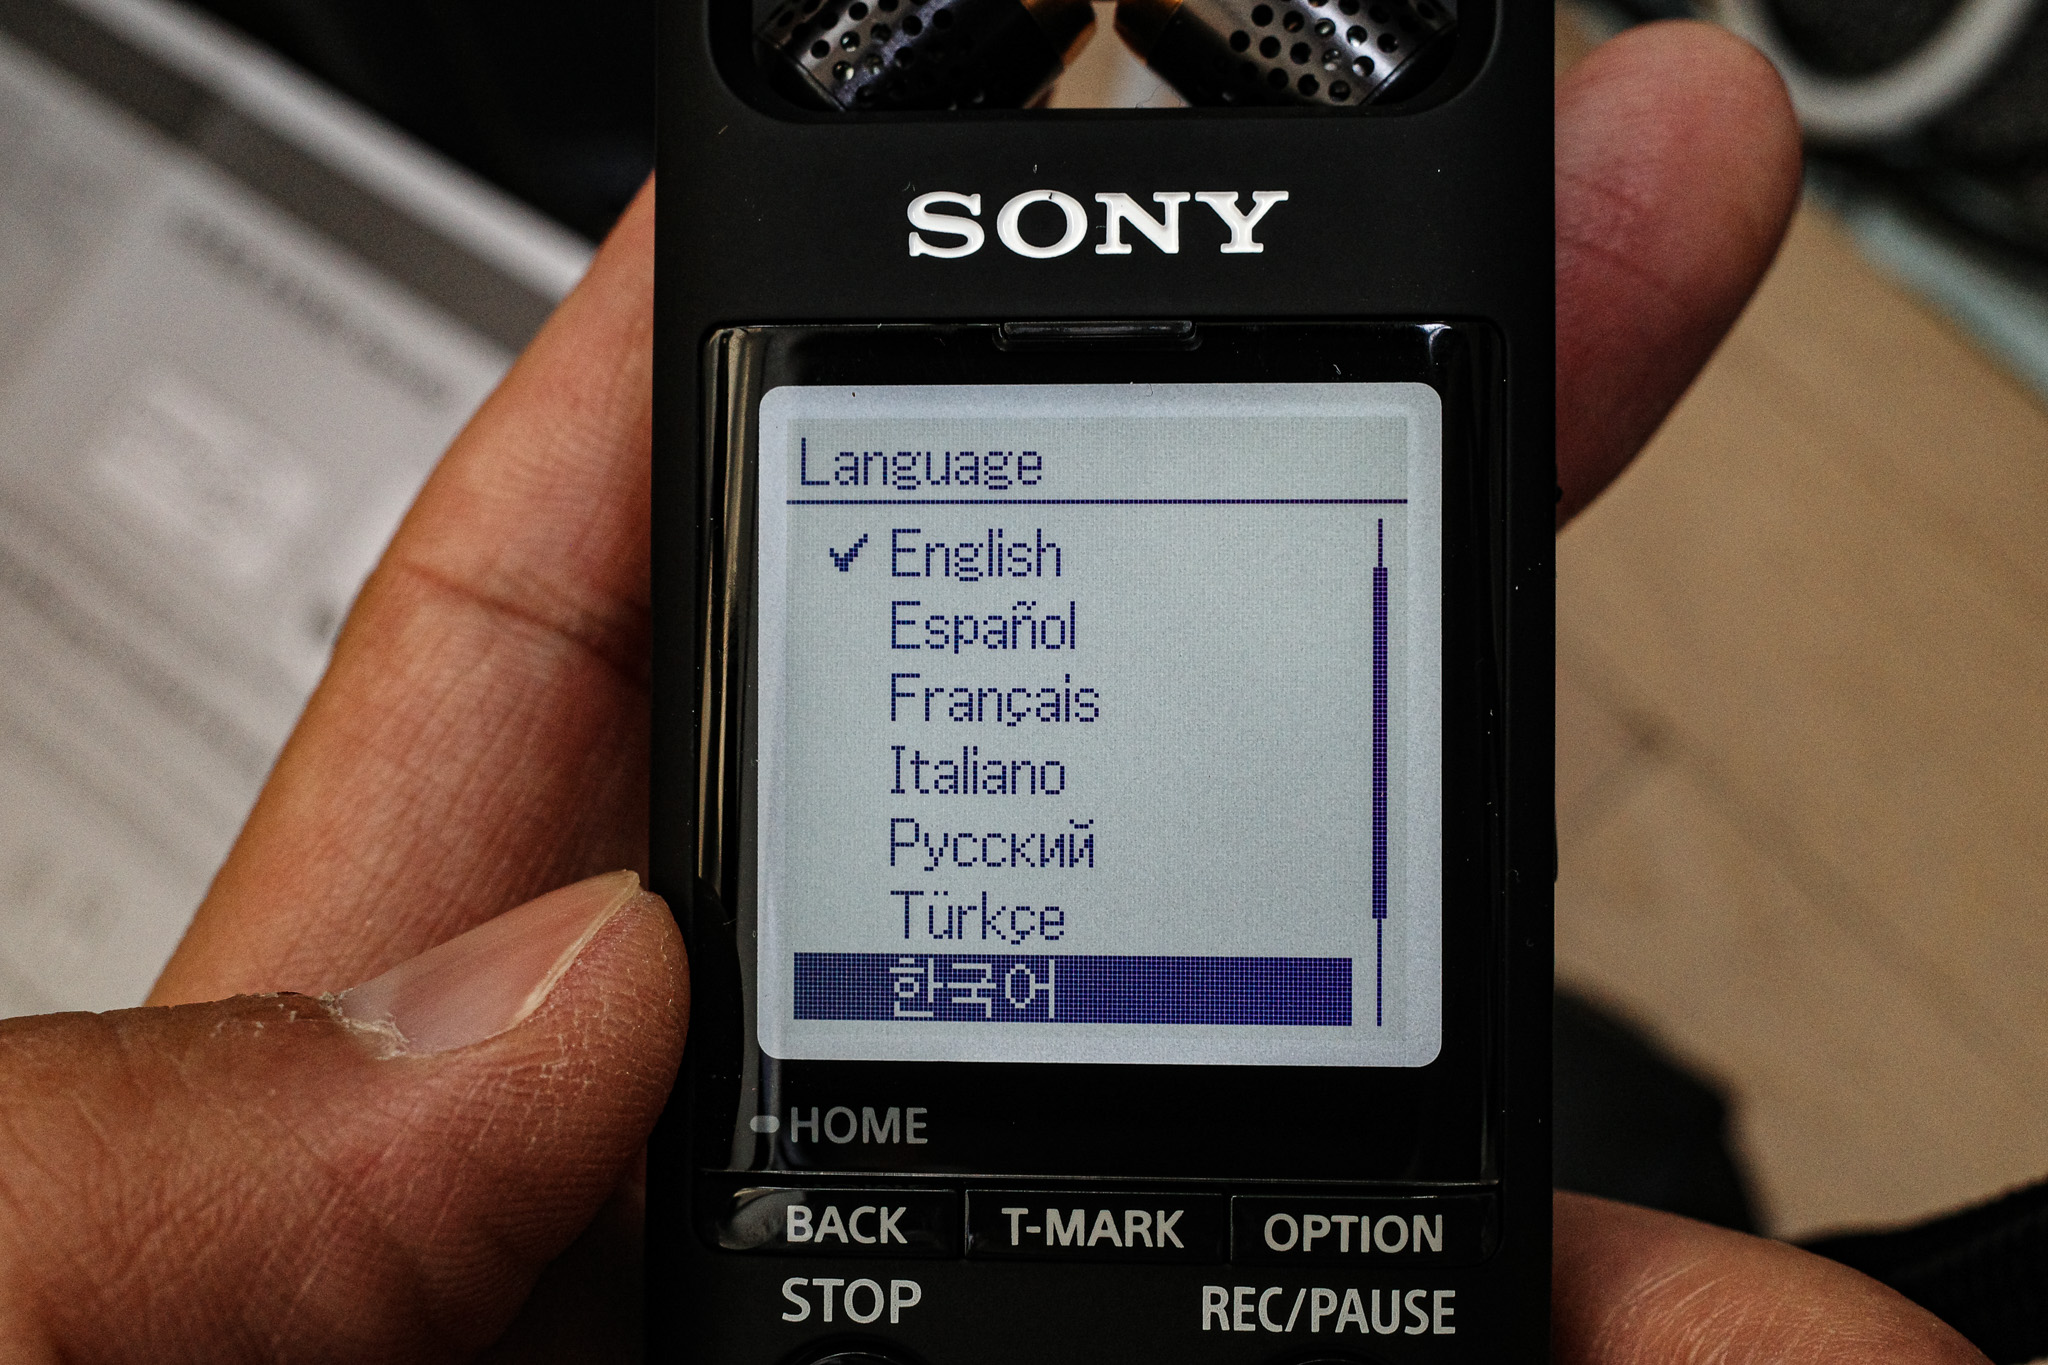 SONY
Language
✓ English
Español
Français
Italiano
Русский
Türkçe
한국어
HOME
BACK T-MARK OPTION
STOP REC/PAUSE